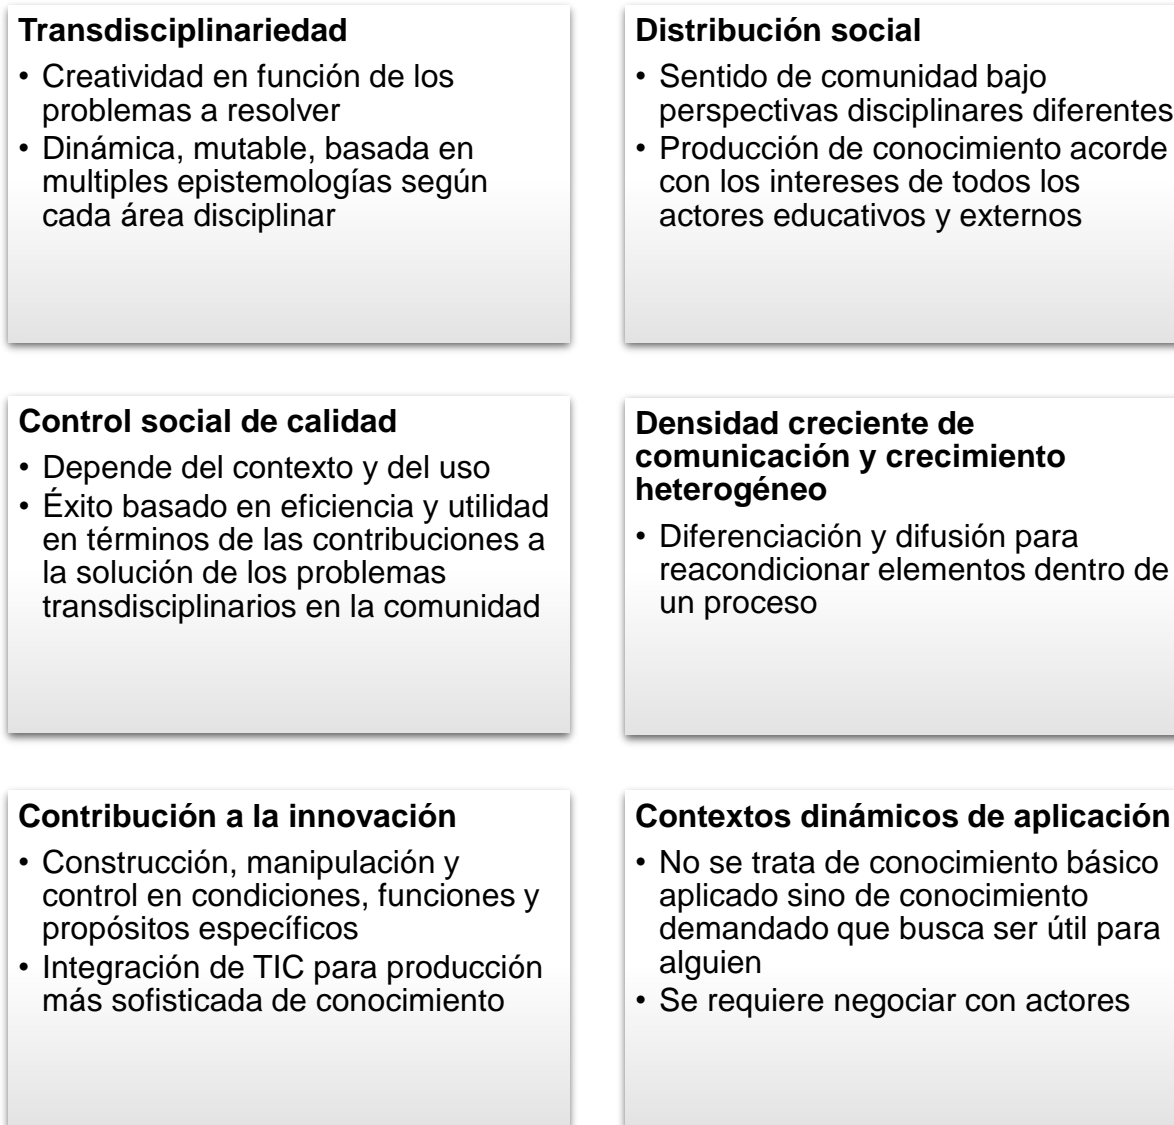 Transdisciplinariedad
• Creatividad en función de los
problemas a resolver
• Dinámica, mutable, basada en
multiples epistemologías según
cada área disciplinar
Distribución social
• Sentido de comunidad bajo
perspectivas disciplinares diferentes
• Producción de conocimiento acorde
con los intereses de todos los
actores educativos y externos
Control social de calidad
• Depende del contexto y del uso
• Éxito basado en eficiencia y utilidad
en términos de las contribuciones a
la solución de los problemas
transdisciplinarios en la comunidad
Densidad creciente de
comunicación y crecimiento
heterogéneo
• Diferenciación y difusión para
reacondicionar elementos dentro de
un proceso
Contribución a la innovación
• Construcción, manipulación y
control en condiciones, funciones y
propósitos específicos
• Integración de TIC para producción
más sofisticada de conocimiento
Contextos dinámicos de aplicación
• No se trata de conocimiento básico
aplicado sino de conocimiento
demandado que busca ser útil para
alguien
• Se requiere negociar con actores